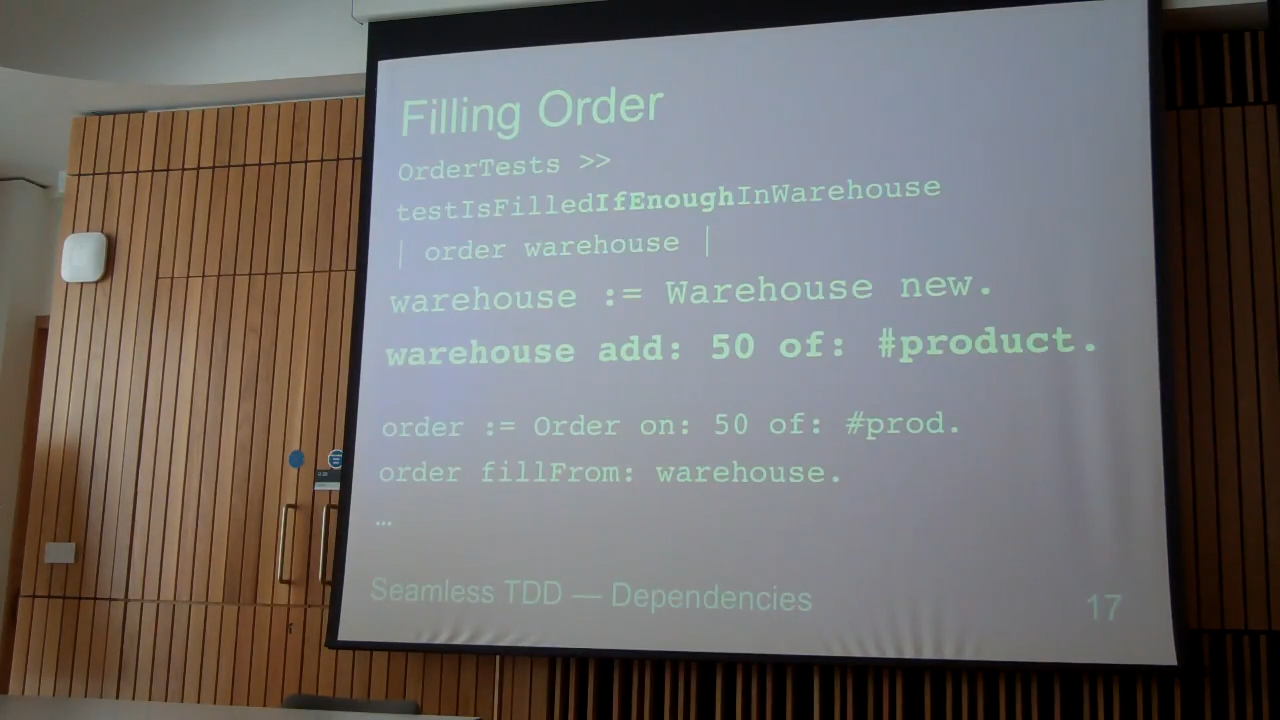 Filling Order
OrderTests >>
testIsFilledIfEnoughInWarehouse
| order warehouse |
warehouse := Warehouse new.
warehouse add: 50 of: #product.
order := Order on: 50 of: #prod.
order fillFrom: warehouse.
…
Seamless TDD — Dependencies
17